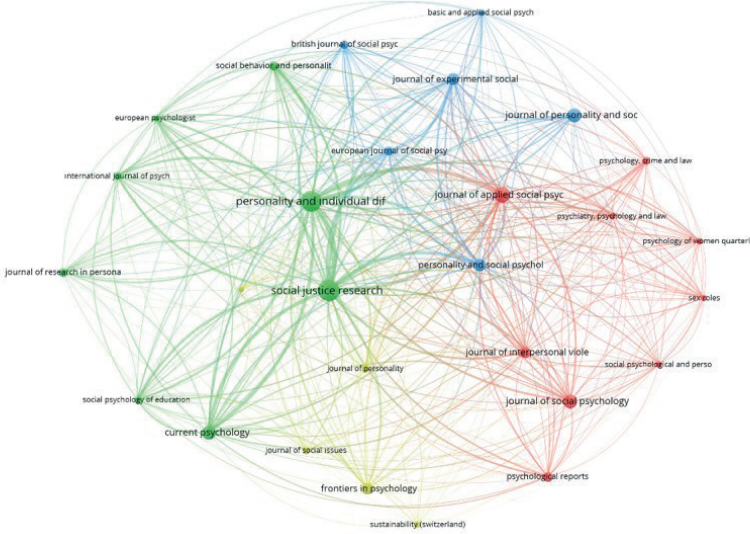 basic and applied social psych
british journal of social psyc
social behavior and personalit
journal of experimental social
european psychologist
journal of personality and soc
european journal of social psy
psychology, crime and law
international journal of psych
personality and individual dif
journal of applied social psyc
psychiatry, psychology and law
psychology of women quarterl
journal of research in persona
personality and social psychol
social justice research
sex roles
journal of interpersonal viole
journal of personality
social psychological and perso
social psychology of education
journal of social psychology
current psychology
journal of social issues
psychological reports
frontiers in psychology
sustainability (switzerland)